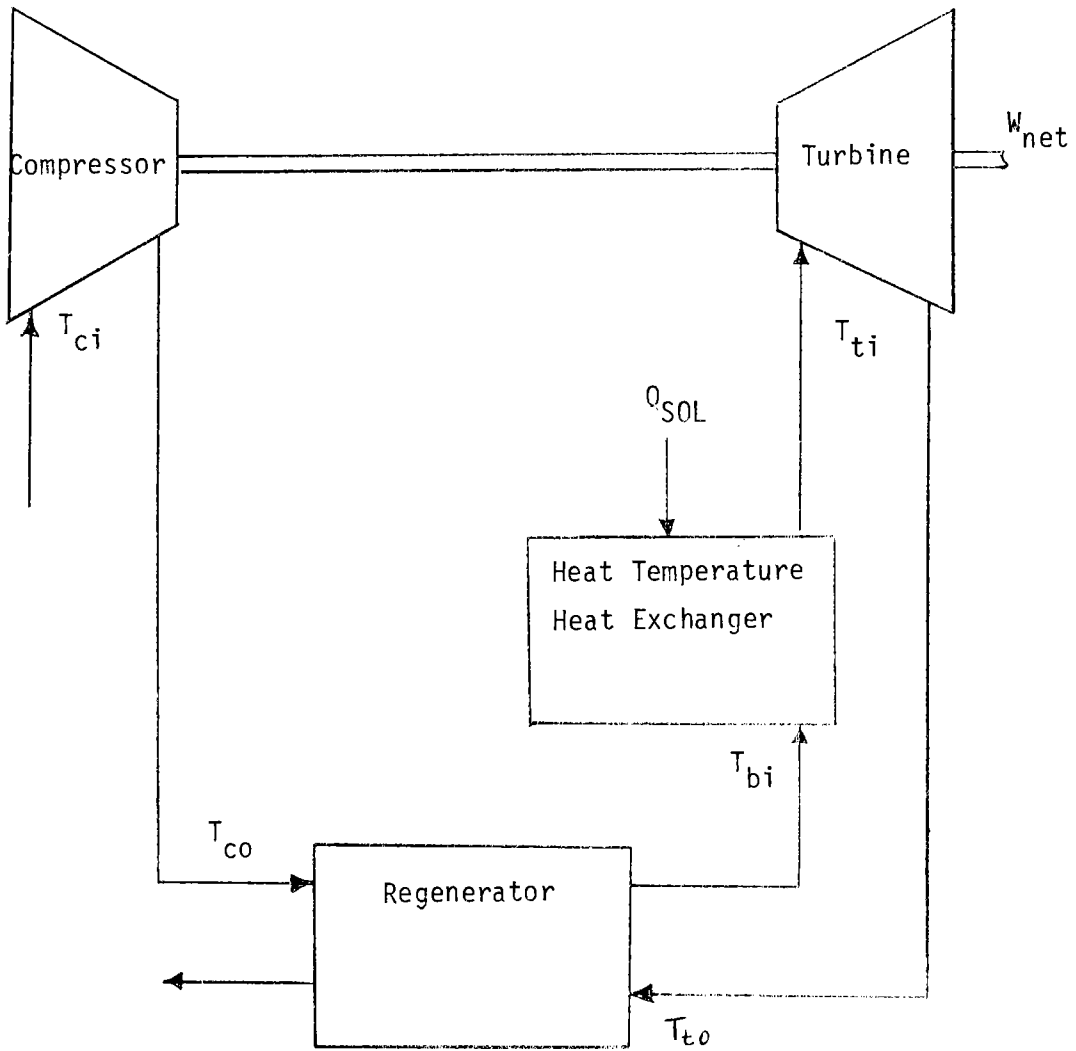 Compressor
Turbine
W_net
T_ci
T_ti
Q_SOL
Heat Temperature
Heat Exchanger
T_bi
T_co
Regenerator
T_to